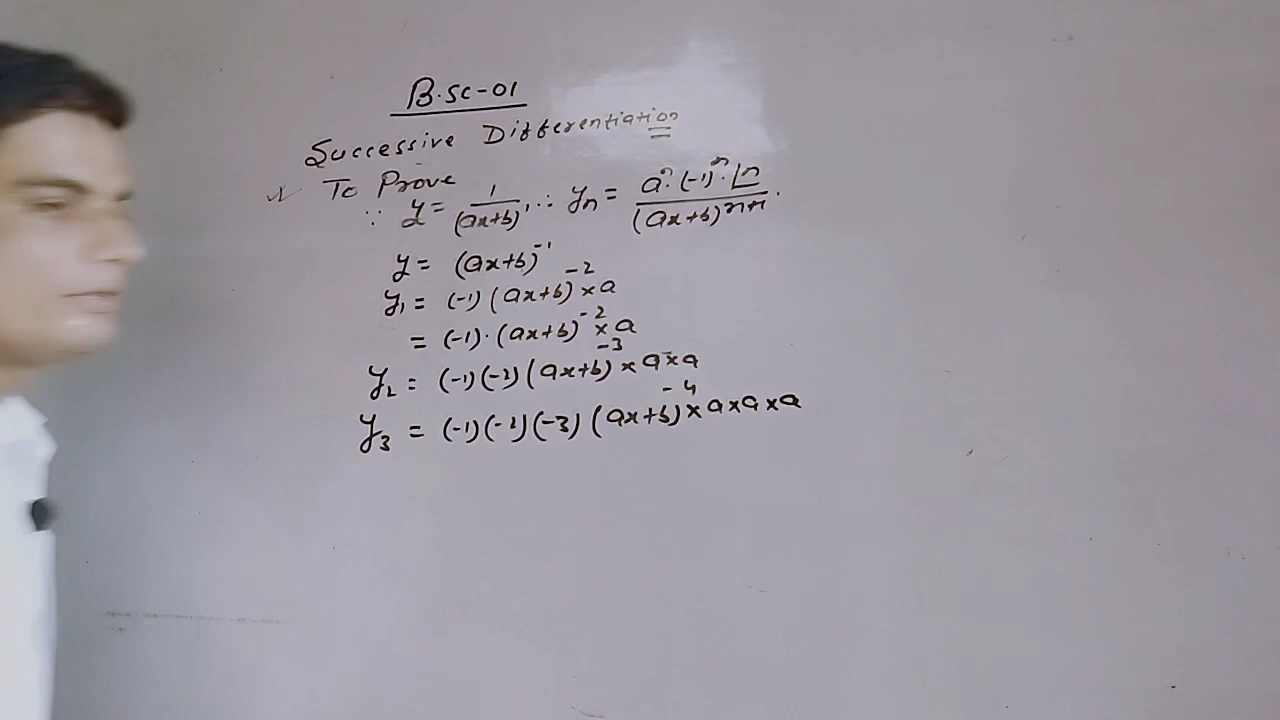 B.SC-01
Successive Differentiation
To Prove
∵ y = 1/(ax+b), ∴ yₙ = aⁿ·(-1)ⁿ·|n̲ / (ax+b)ⁿ⁺¹.
y = (ax+b)⁻¹
y₁ = (-1)(ax+b)⁻² × a
= (-1)·(ax+b)⁻² × a
y₂ = (-1)(-2)(ax+b)⁻³ × a × a
y₃ = (-1)(-2)(-3)(ax+b)⁻⁴ × a × a × a